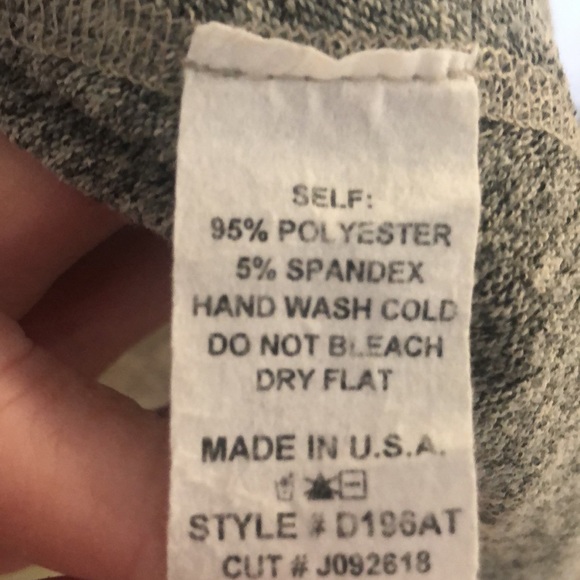 SELF:
95% POLYESTER
5% SPANDEX
HAND WASH COLD
DO NOT BLEACH
DRY FLAT
MADE IN U.S.A.
STYLE # D196AT
CUT # J092618